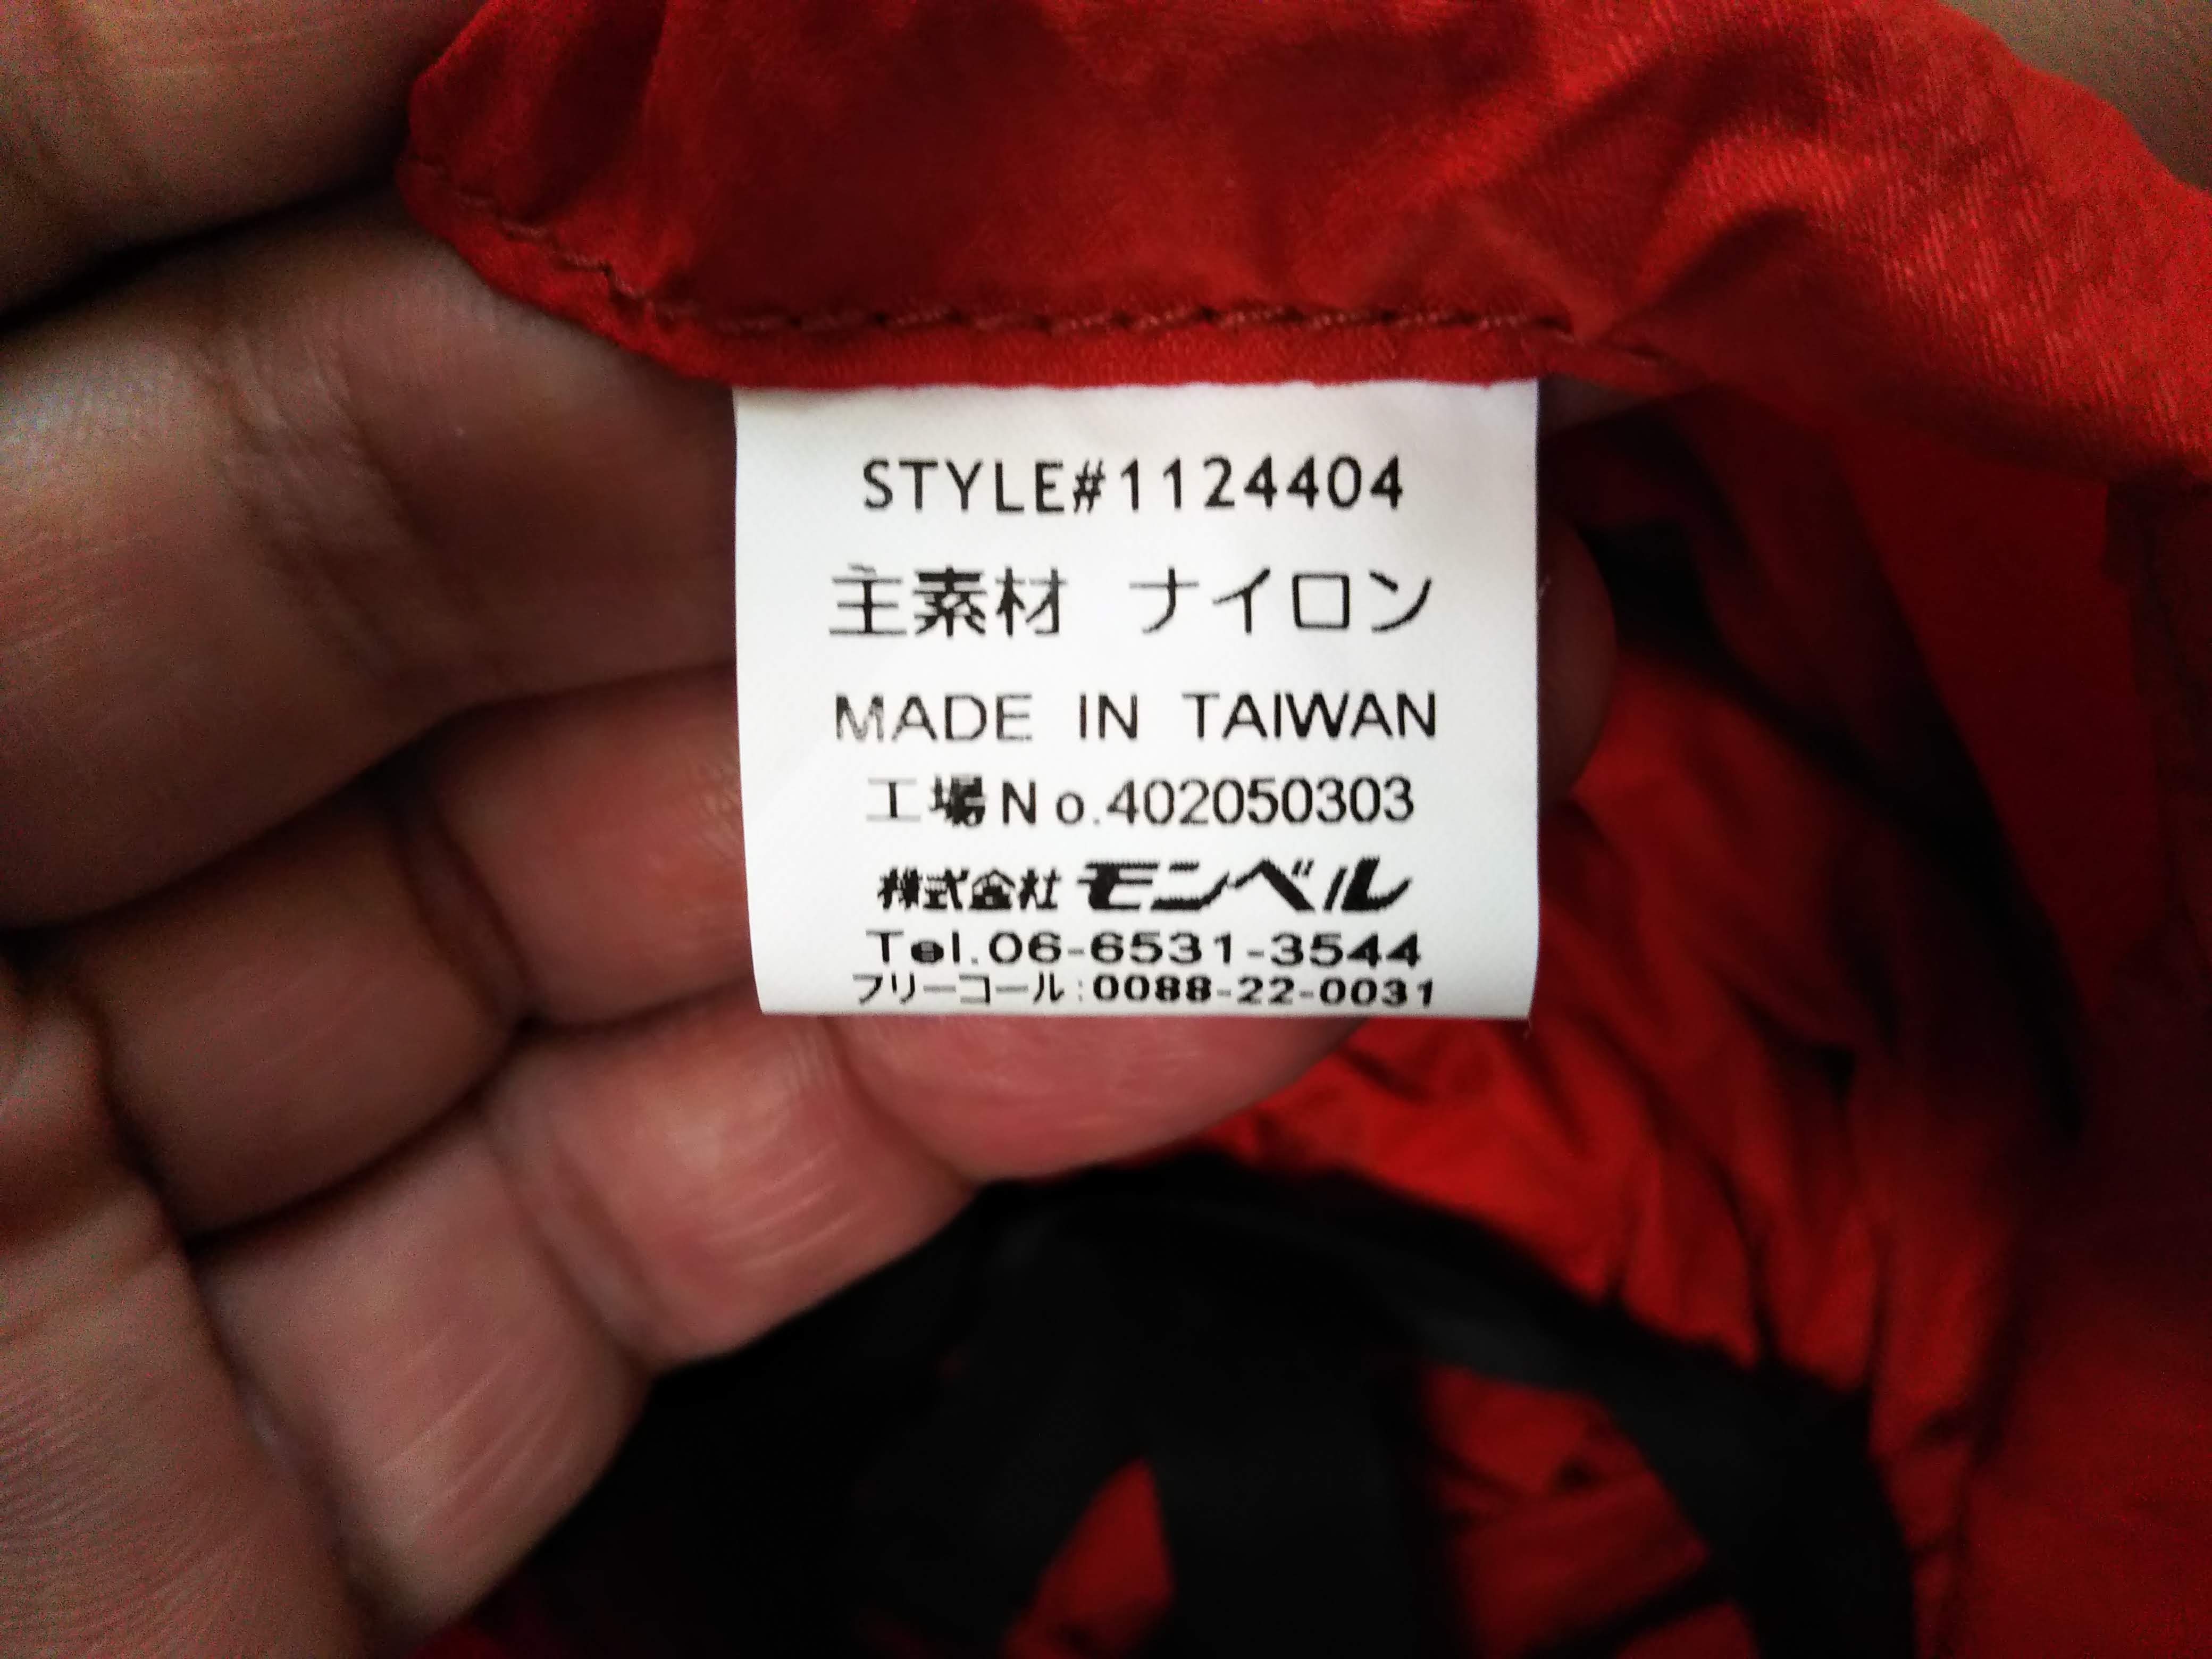 STYLE#1124404
主素材 ナイロン
MADE IN TAIWAN
工場No.402050303
株式会社 モンベル
Tel.06-6531-3544
フリーコール:0088-22-0031